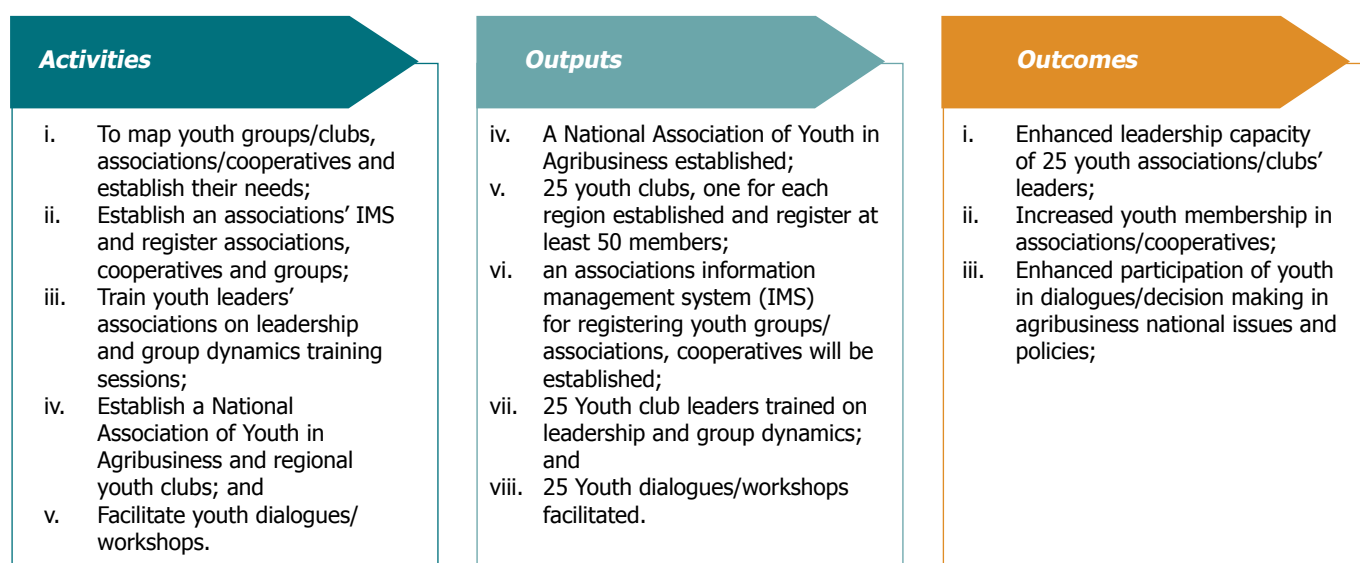 Activities
i. To map youth groups/clubs,
associations/cooperatives and
establish their needs;
ii. Establish an associations' IMS
and register associations,
cooperatives and groups;
iii. Train youth leaders'
associations on leadership
and group dynamics training
sessions;
iv. Establish a National
Association of Youth in
Agribusiness and regional
youth clubs; and
v. Facilitate youth dialogues/
workshops.
Outputs
iv. A National Association of Youth in
Agribusiness established;
v. 25 youth clubs, one for each
region established and register at
least 50 members;
vi. an associations information
management system (IMS)
for registering youth groups/
associations, cooperatives will be
established;
vii. 25 Youth club leaders trained on
leadership and group dynamics;
and
viii. 25 Youth dialogues/workshops
facilitated.
Outcomes
i. Enhanced leadership capacity
of 25 youth associations/clubs'
leaders;
ii. Increased youth membership in
associations/cooperatives;
iii. Enhanced participation of youth
in dialogues/decision making in
agribusiness national issues and
policies;